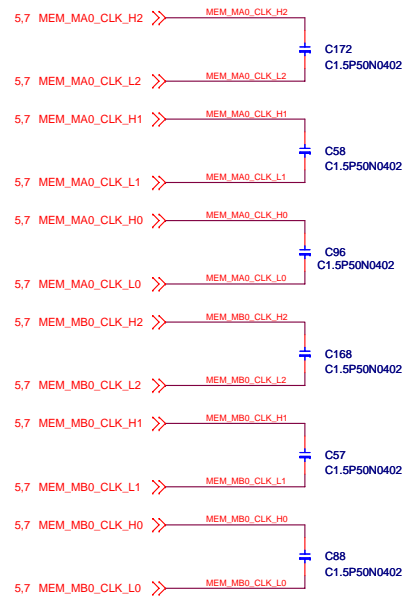 5,7 MEM_MA0_CLK_H2 MEM_MA0_CLK_H2
C172
C1.5P50N0402
5,7 MEM_MA0_CLK_L2 MEM_MA0_CLK_L2
5,7 MEM_MA0_CLK_H1 MEM_MA0_CLK_H1
C58
C1.5P50N0402
5,7 MEM_MA0_CLK_L1 MEM_MA0_CLK_L1
5,7 MEM_MA0_CLK_H0 MEM_MA0_CLK_H0
C96
C1.5P50N0402
5,7 MEM_MA0_CLK_L0 MEM_MA0_CLK_L0
5,7 MEM_MB0_CLK_H2 MEM_MB0_CLK_H2
C168
C1.5P50N0402
5,7 MEM_MB0_CLK_L2 MEM_MB0_CLK_L2
5,7 MEM_MB0_CLK_H1 MEM_MB0_CLK_H1
C57
C1.5P50N0402
5,7 MEM_MB0_CLK_L1 MEM_MB0_CLK_L1
5,7 MEM_MB0_CLK_H0 MEM_MB0_CLK_H0
C88
C1.5P50N0402
5,7 MEM_MB0_CLK_L0 MEM_MB0_CLK_L0